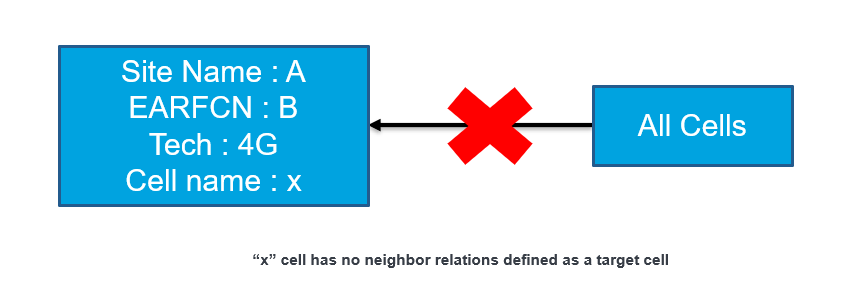 Site Name : A
EARFCN : B
Tech : 4G
Cell name : x
All Cells
“x” cell has no neighbor relations defined as a target cell